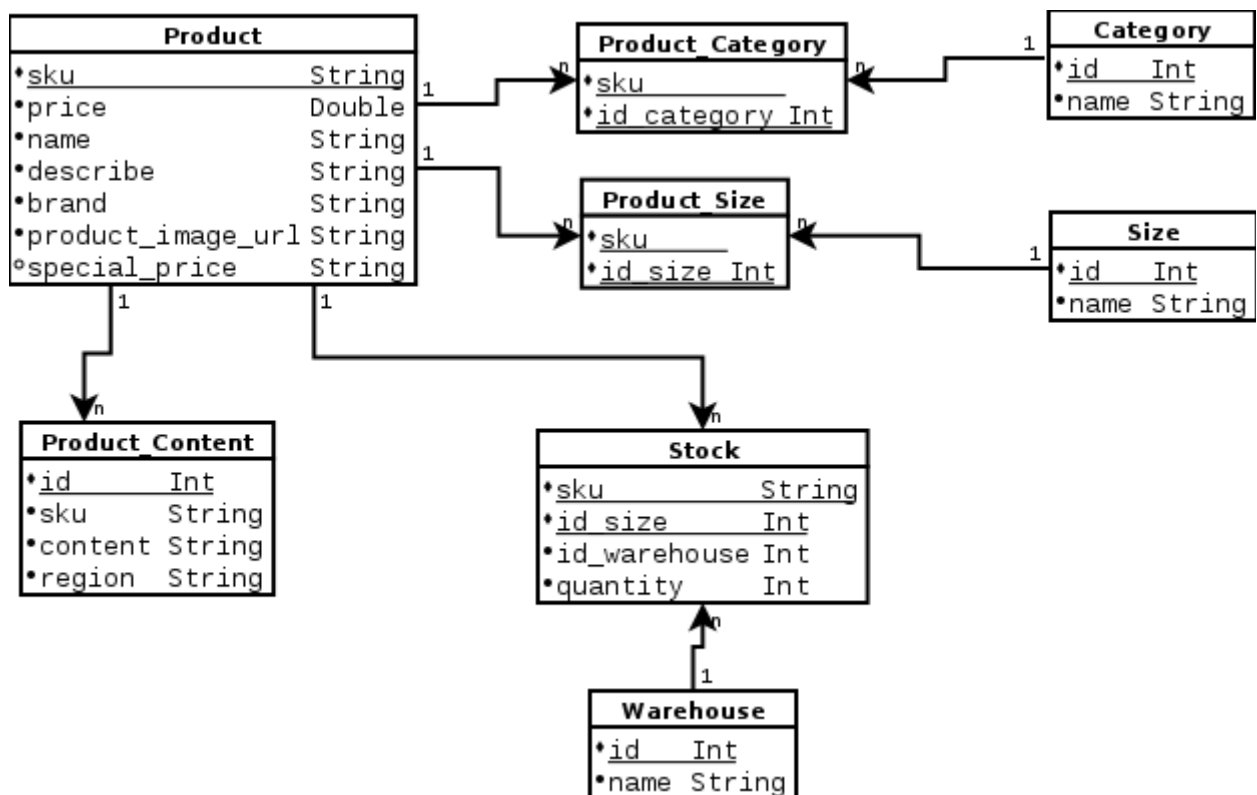 Product
sku String
price Double
name String
describe String
brand String
product_image_url String
special_price String
1
1
1
1
Product_Category
sku
id_category Int
n
n
1
Category
id Int
name String
Product_Size
sku
id_size Int
n
n
1
Size
id Int
name String
n
Product_Content
id Int
sku String
content String
region String
n
Stock
sku String
id_size Int
id_warehouse Int
quantity Int
n
1
Warehouse
id Int
name String